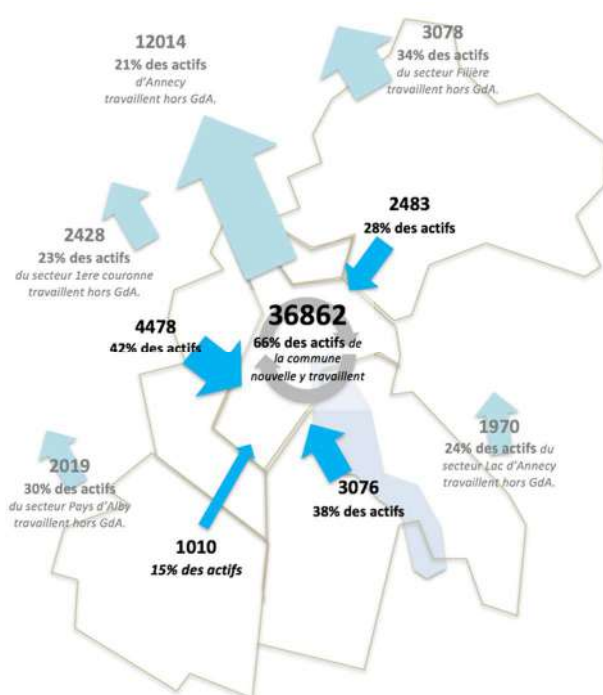 12014
21% des actifs
d'Annecy
travaillent hors GdA.
3078
34% des actifs
du secteur Filière
travaillent hors GdA.
2483
28% des actifs
2428
23% des actifs
du secteur 1ere couronne
travaillent hors GdA.
36862
66% des actifs de
la commune
nouvelle y travaillent
4478
42% des actifs
1970
24% des actifs du
secteur Lac d'Annecy
travaillent hors GdA.
2019
30% des actifs
du secteur Pays d'Alby
travaillent hors GdA.
3076
38% des actifs
1010
15% des actifs